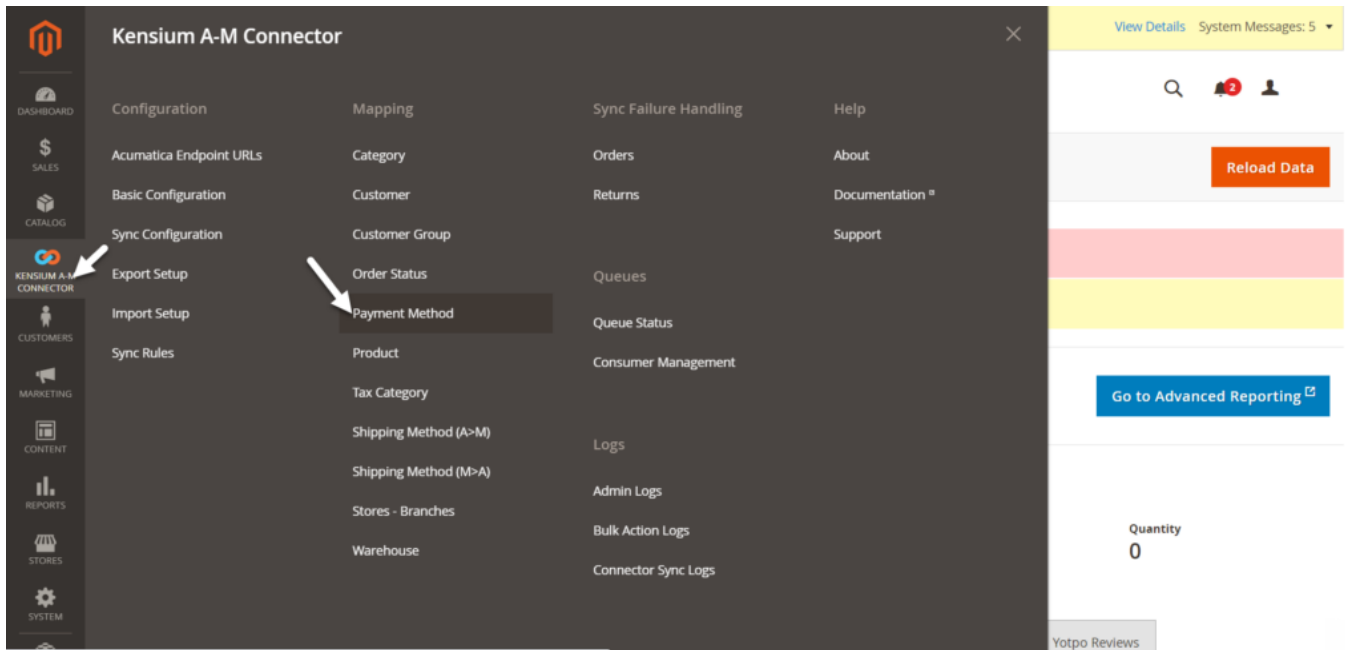 DASHBOARD
SALES
CATALOG
KENSIUM A-M
CONNECTOR
CUSTOMERS
MARKETING
CONTENT
REPORTS
STORES
SYSTEM
Kensium A-M Connector
Configuration
Acumatica Endpoint URLs
Basic Configuration
Sync Configuration
Export Setup
Import Setup
Sync Rules
Mapping
Category
Customer
Customer Group
Order Status
Payment Method
Product
Tax Category
Shipping Method (A>M)
Shipping Method (M>A)
Stores - Branches
Warehouse
Sync Failure Handling
Orders
Returns
Queues
Queue Status
Consumer Management
Logs
Admin Logs
Bulk Action Logs
Connector Sync Logs
Help
About
Documentation
Support
View Details System Messages: 5
2
Reload Data
Go to Advanced Reporting
Quantity
0
Yotpo Reviews